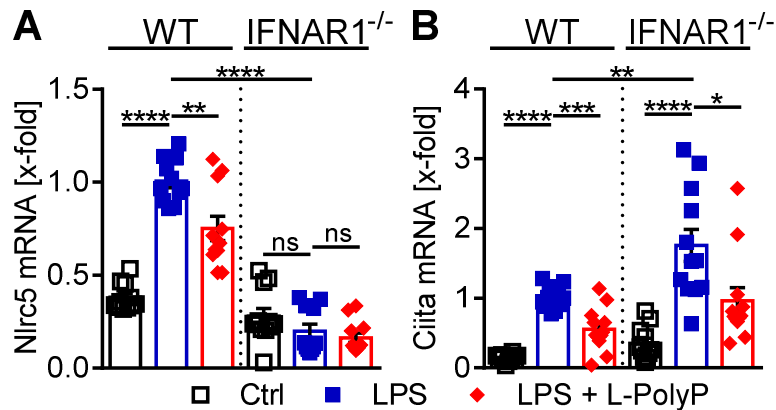 A
WT IFNAR1-/-
Nlrc5 mRNA [x-fold]
1.5
1.0
0.5
0.0
****
**** **
ns ns
B
WT IFNAR1-/-
Ciita mRNA [x-fold]
4
3
2
1
0
**
**** *** **** *
Ctrl LPS LPS + L-PolyP